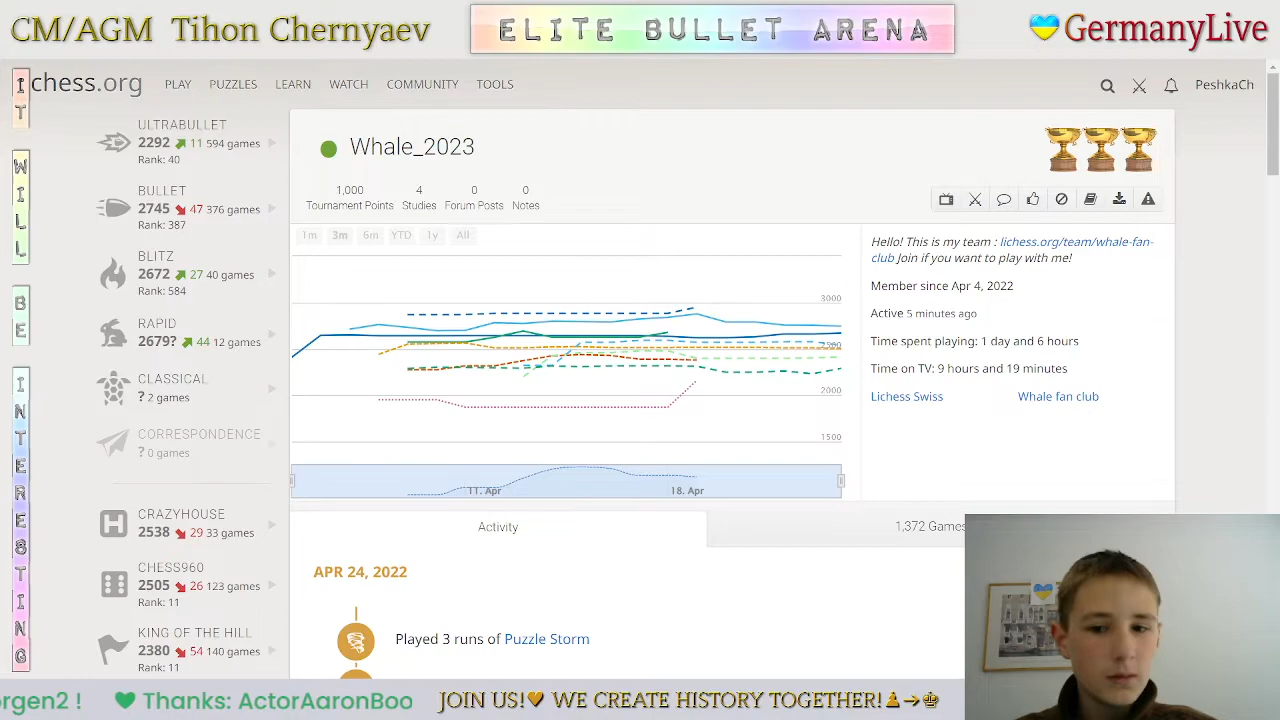 CM/AGM Tihon Chernyaev
ELITE BULLET ARENA
GermanyLive
IT WILL BE INTERESTING
lichess.org
PLAY PUZZLES LEARN WATCH COMMUNITY TOOLS
PeshkaCh
ULTRABULLET
2292 11 594 games
Rank: 40
BULLET
2745 47 376 games
Rank: 387
BLITZ
2672 27 40 games
Rank: 584
RAPID
2679? 44 12 games
CLASSICAL
? 2 games
CORRESPONDENCE
? 0 games
CRAZYHOUSE
2538 29 33 games
CHESS960
2505 26 123 games
Rank: 11
KING OF THE HILL
2380 54 140 games
Rank: 11
Whale_2023
1,000 4 0 0
Tournament Points Studies Forum Posts Notes
1m 3m 6m YTD 1y All
3000
2500
2000
1500
11. Apr 18. Apr
Hello! This is my team : lichess.org/team/whale-fan-
club Join if you want to play with me!
Member since Apr 4, 2022
Active 5 minutes ago
Time spent playing: 1 day and 6 hours
Time on TV: 9 hours and 19 minutes
Lichess Swiss Whale fan club
Activity 1,372 Games
APR 24, 2022
Played 3 runs of Puzzle Storm
orgen2 ! Thanks: ActorAaronBoo
JOIN US! WE CREATE HISTORY TOGETHER!